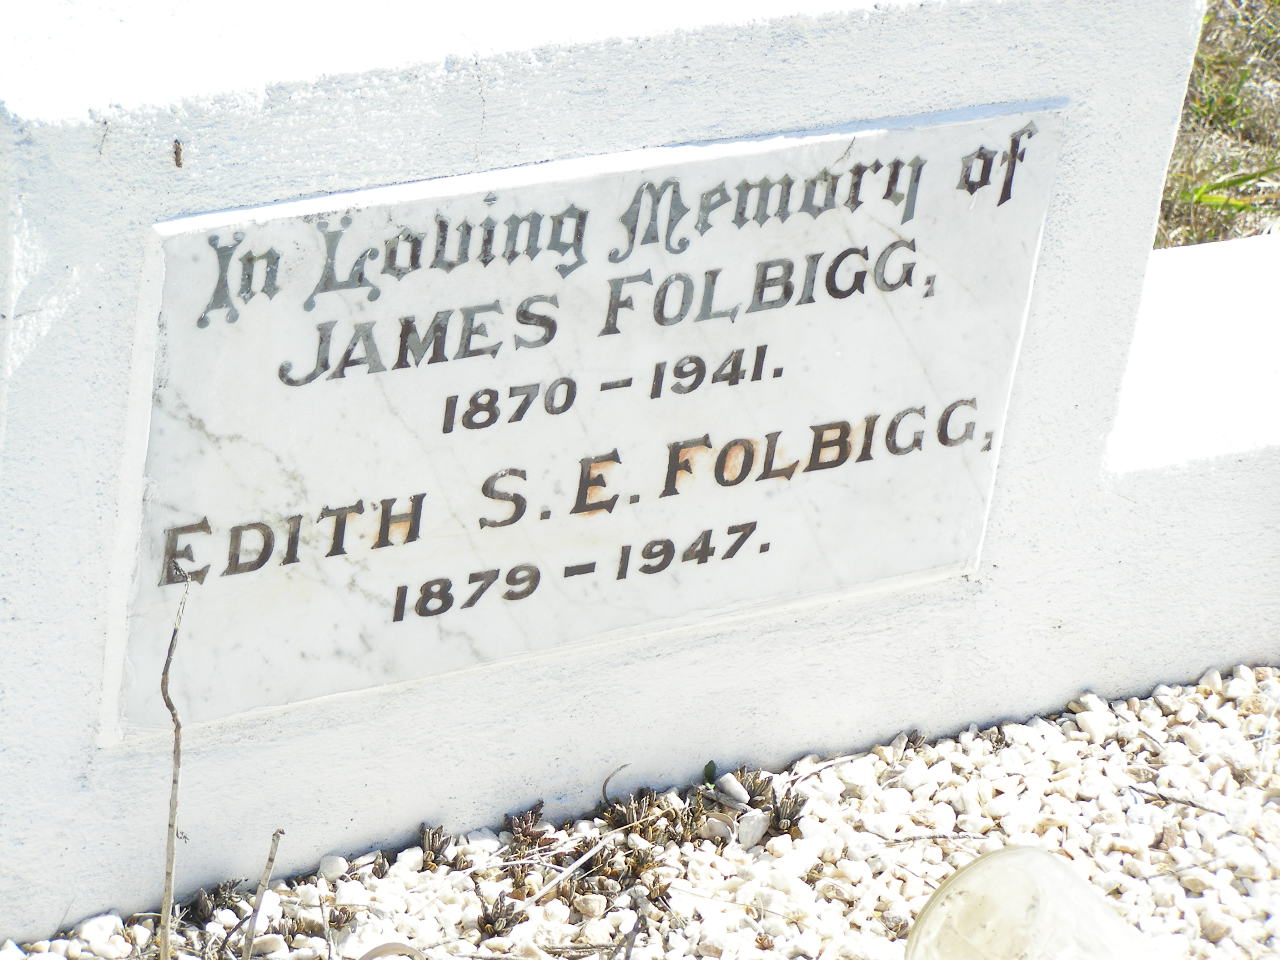 In Loving Memory of
JAMES FOLBIGG,
1870 – 1941.
EDITH S. E. FOLBIGG,
1879 – 1947.